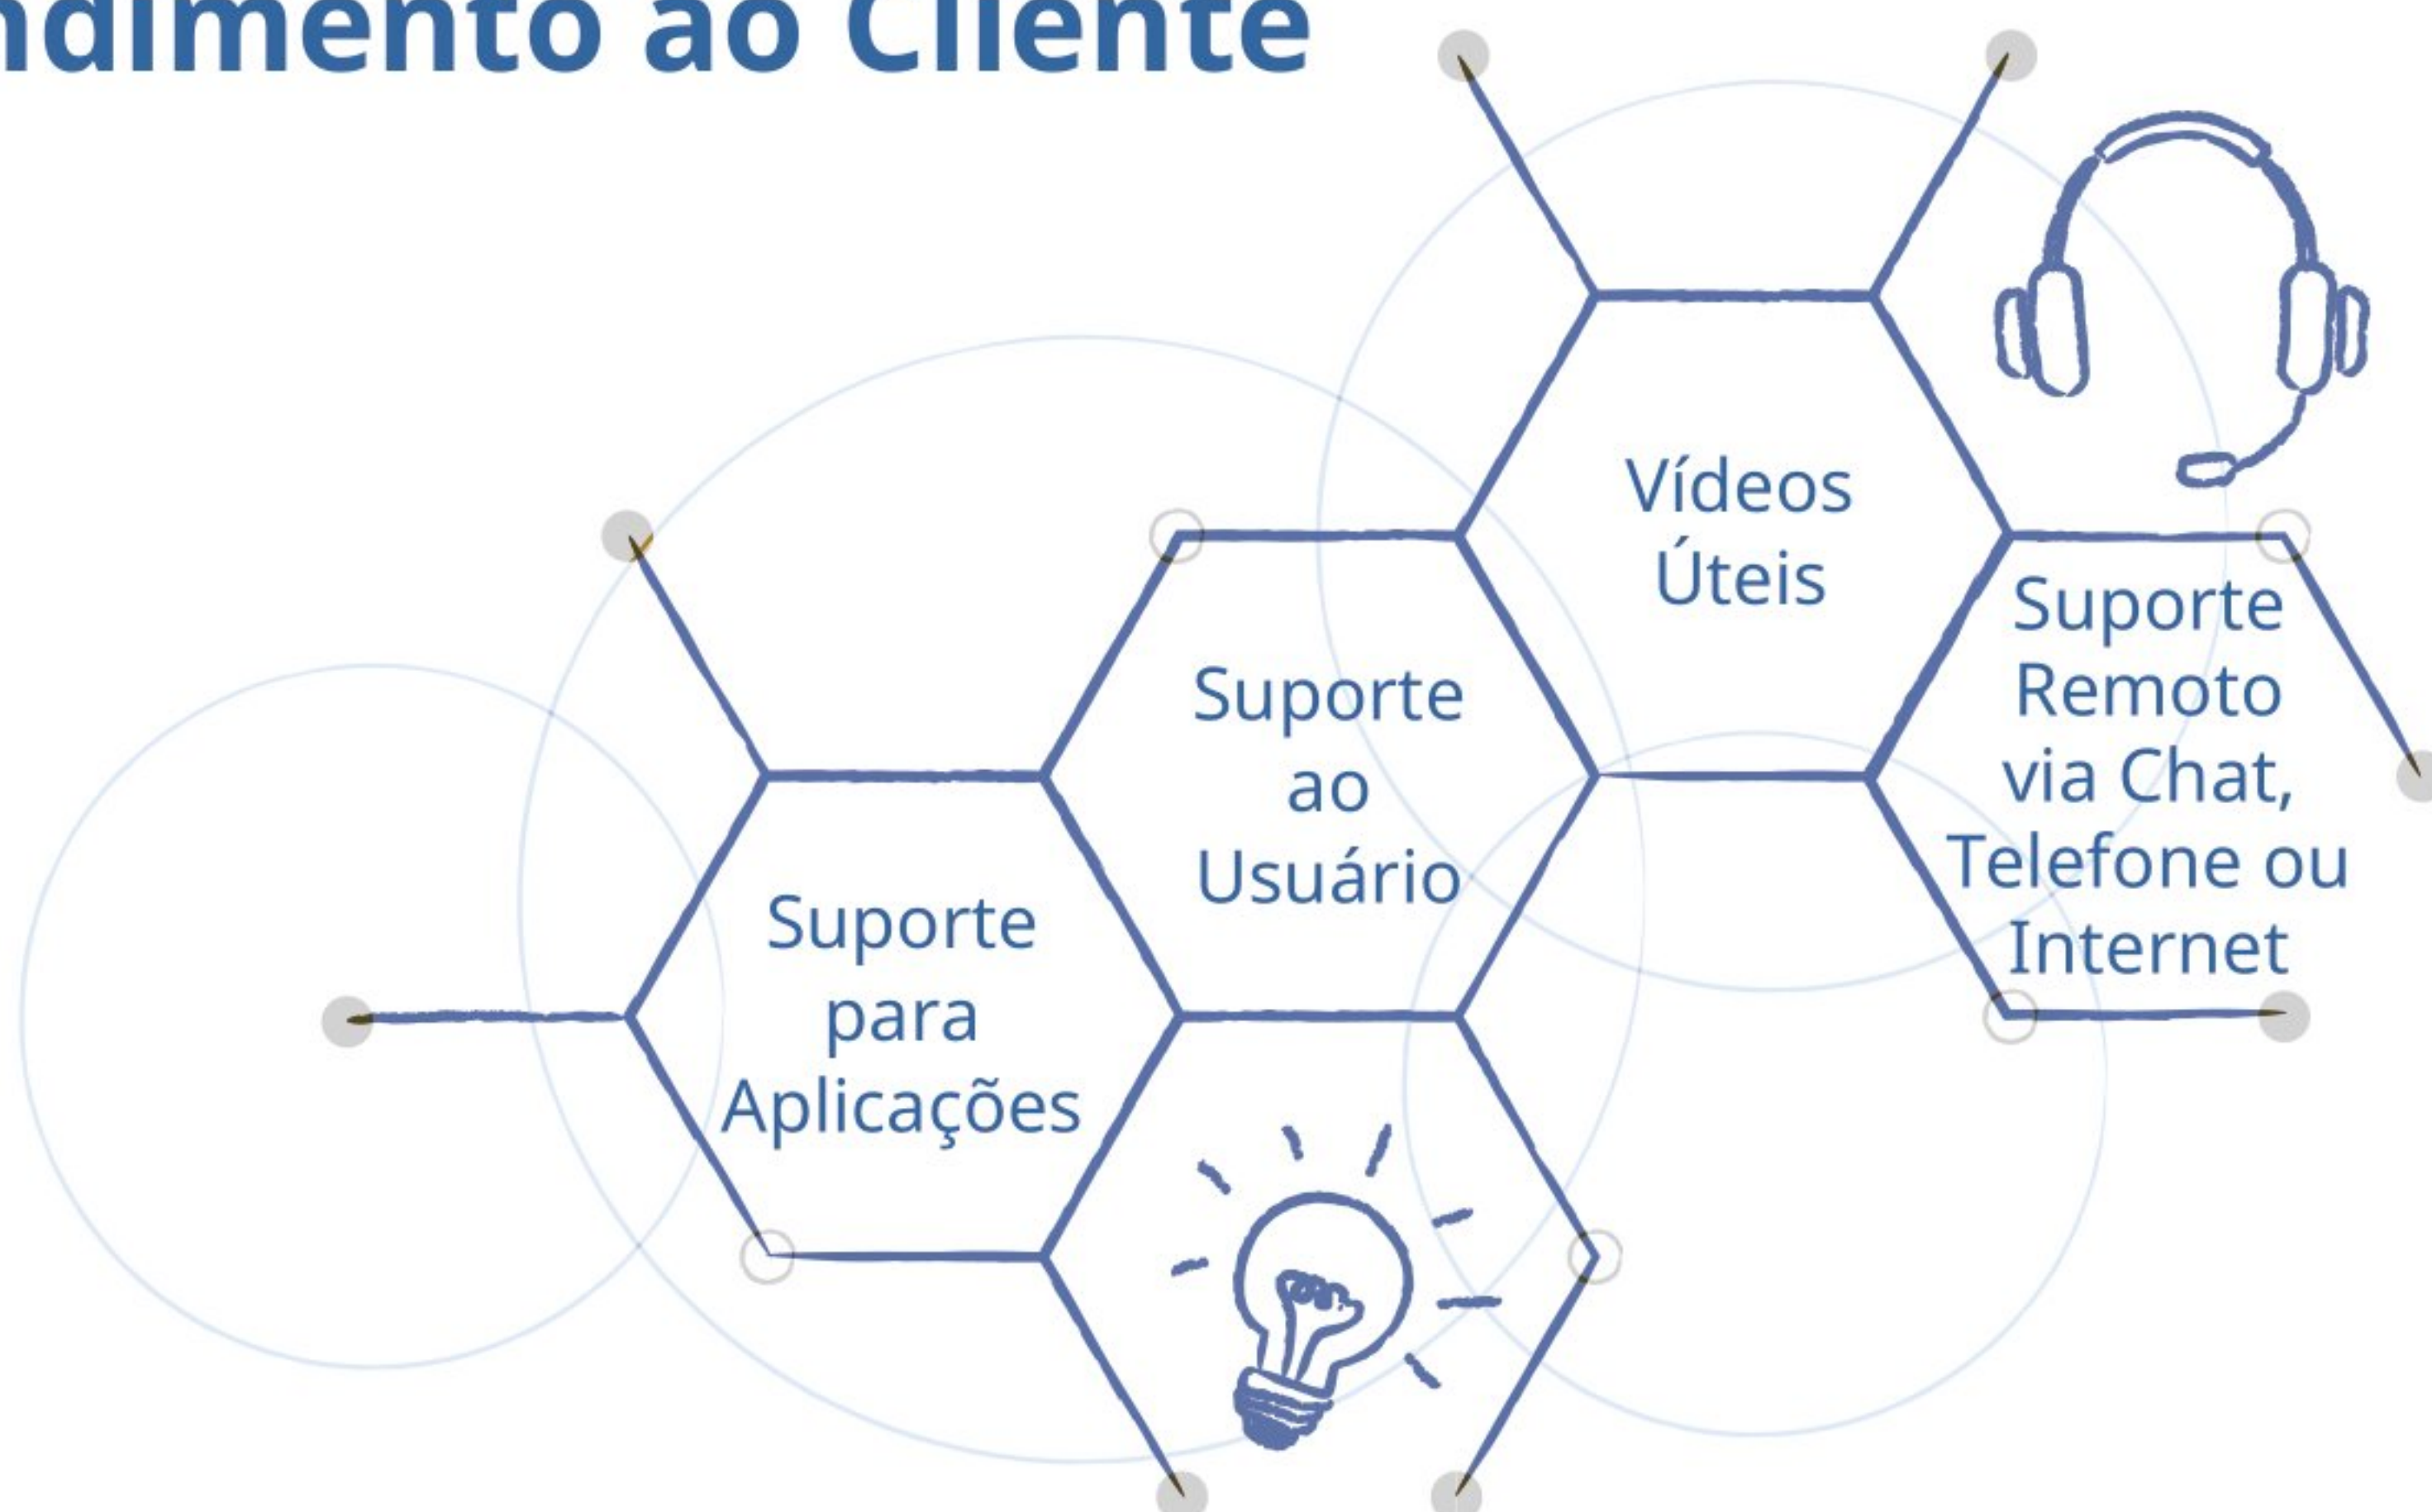 ndimento ao Cliente
Vídeos
Úteis
Suporte
Remoto
via Chat,
Telefone ou
Internet
Suporte
ao
Usuário
Suporte
para
Aplicações